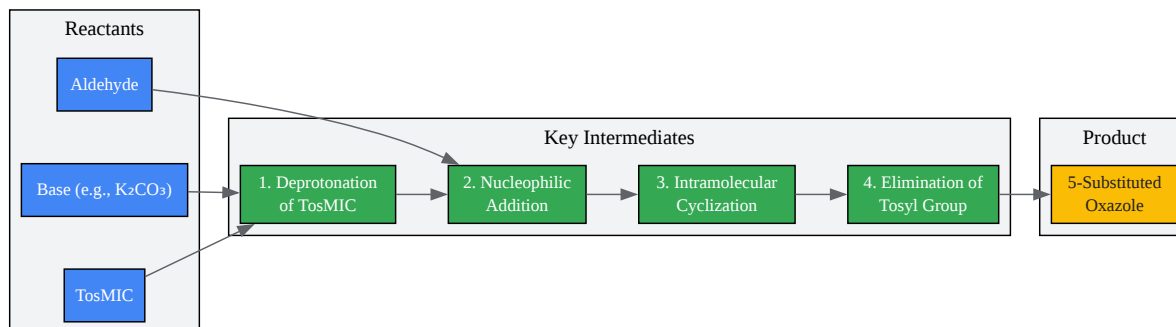 Reactants
Aldehyde
Base (e.g., K₂CO₃)
TosMIC
Key Intermediates
1. Deprotonation
of TosMIC
2. Nucleophilic
Addition
3. Intramolecular
Cyclization
4. Elimination of
Tosyl Group
Product
5-Substituted
Oxazole